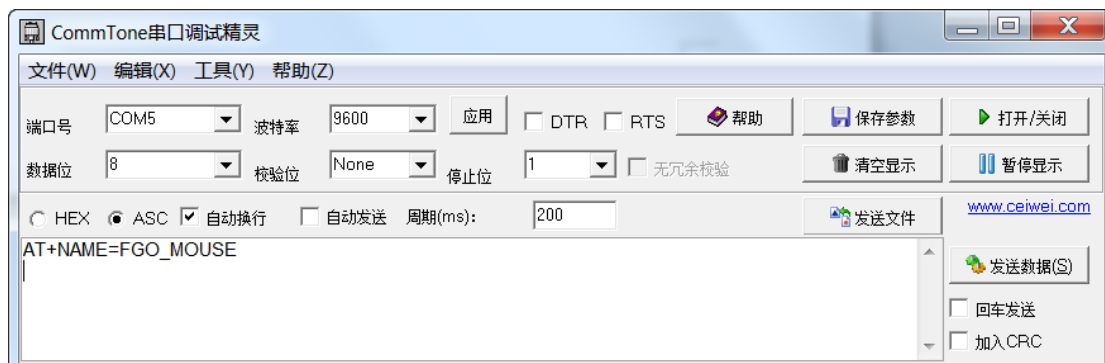 CommTone串口调试精灵
文件(W) 编辑(X) 工具(Y) 帮助(Z)
端口号 COM5 波特率 9600 应用 DTR RTS 帮助 保存参数 打开/关闭
数据位 8 校验位 None 停止位 1 无冗余校验 清空显示 暂停显示
HEX ASC 自动换行 自动发送 周期(ms): 200 发送文件 www.ceiwei.com
AT+NAME=FGO_MOUSE
发送数据(S)
回车发送
加入CRC